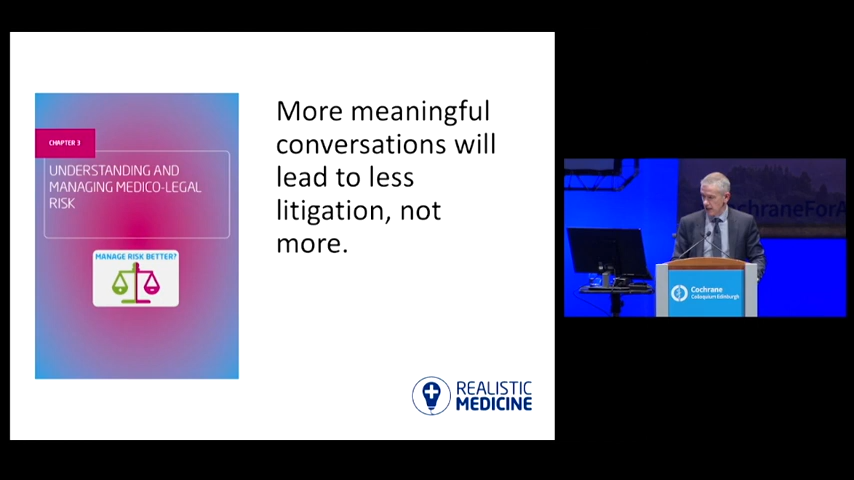 CHAPTER 3
UNDERSTANDING AND
MANAGING MEDICO-LEGAL
RISK
MANAGE RISK BETTER?
More meaningful
conversations will
lead to less
litigation, not
more.
REALISTIC
MEDICINE
ochraneForA
Cochrane
Colloquium Edinburgh